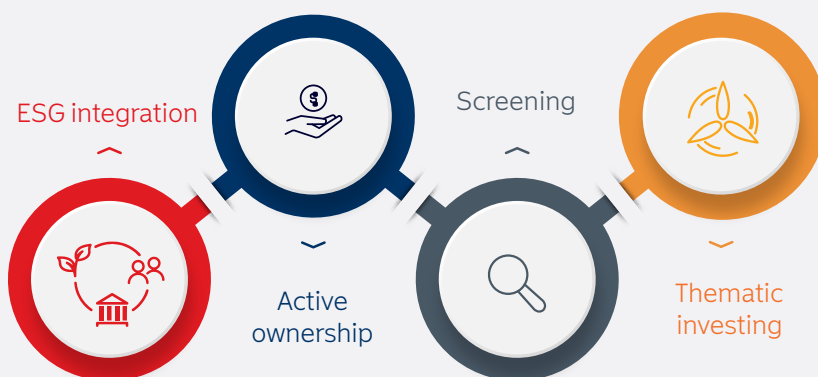 ESG integration
Active
ownership
Screening
Thematic
investing